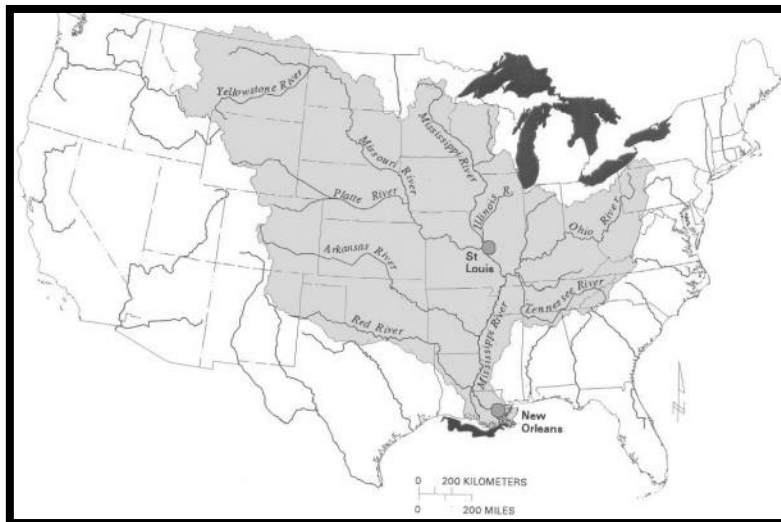 Yellowstone River
Missouri River
Mississippi River
Platte River
Illinois R.
Ohio River
St
Louis
Arkansas River
Tennessee River
Red River
Mississippi River
New
Orleans
0 200 KILOMETERS
0 200 MILES